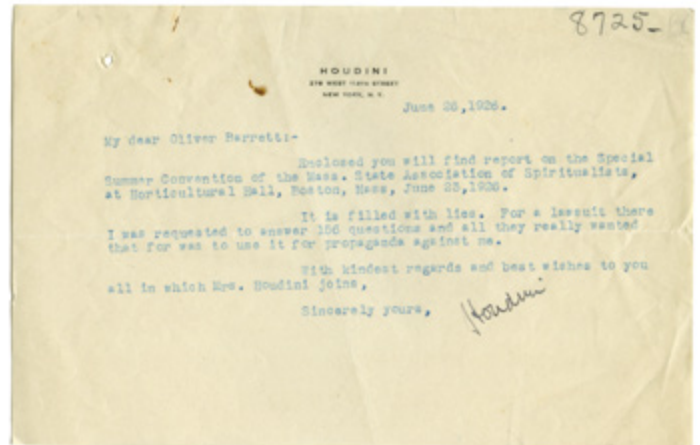 8725-
HOUDINI
278 WEST 113TH STREET
NEW YORK, N. Y.
June 26,1926.
My dear Oliver Barrett:-
Enclosed you will find report on the Special
Summer Convention of the Mass. State Association of Spiritualists,
at Horticultural Hall, Boston, Mass, June 23,1926.
It is filled with lies. For a lawsuit there
I was requested to answer 156 questions and all they really wanted
that for was to use it for propaganda against me.
With kindest regards and best wishes to you
all in which Mrs. Houdini joins,
Sincerely yours,
Houdini